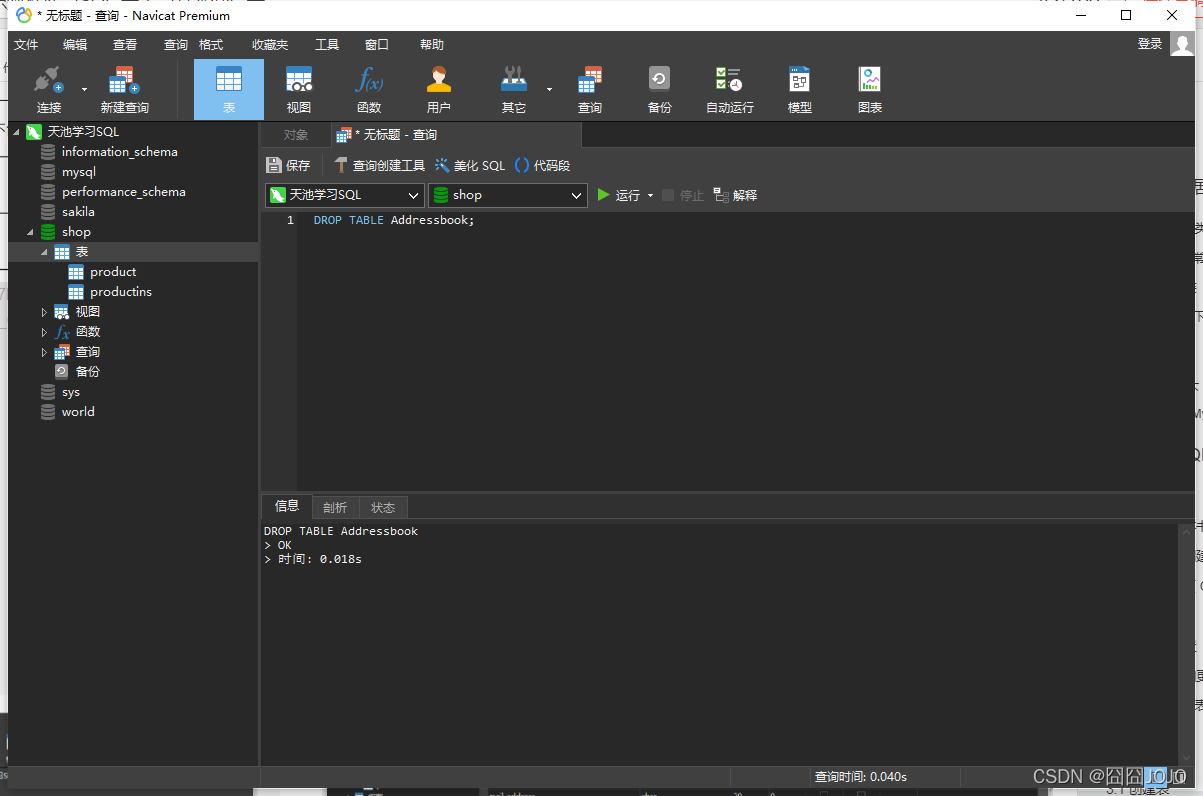 * 无标题 - 查询 - Navicat Premium
文件 编辑 查看 查询 格式 收藏夹 工具 窗口 帮助 登录
连接 新建查询 表 视图 函数 用户 其它 查询 备份 自动运行 模型 图表
天池学习SQL
information_schema
mysql
performance_schema
sakila
shop
表
product
productins
视图
函数
查询
备份
sys
world
对象 * 无标题 - 查询
保存 查询创建工具 美化 SQL () 代码段
天池学习SQL shop 运行 停止 解释
1 DROP TABLE Addressbook;
信息 剖析 状态
DROP TABLE Addressbook
> OK
> 时间: 0.018s
查询时间: 0.040s
CSDN @囧囧JOJO
3.1 创建表